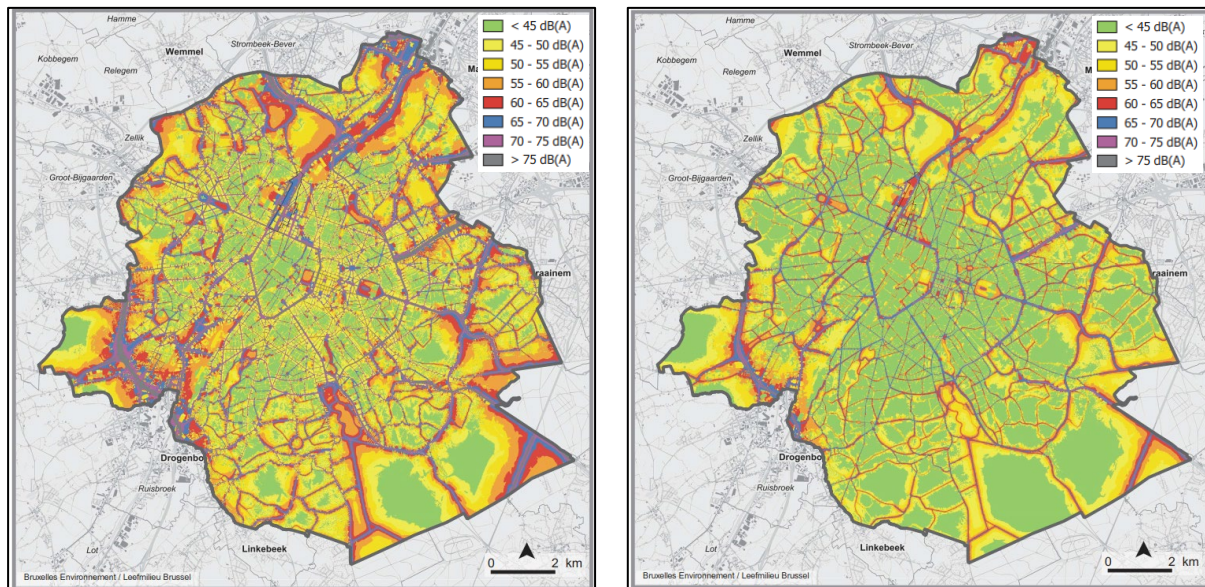 Hamme
Strombeek-Bever
Wemmel
Kobbegem
Relegem
Ma
Zellik
Groot-Bijgaarden
raainem
Drogenbo
Ruisbroek
Lot
Linkebeek
< 45 dB(A)
45 - 50 dB(A)
50 - 55 dB(A)
55 - 60 dB(A)
60 - 65 dB(A)
65 - 70 dB(A)
70 - 75 dB(A)
> 75 dB(A)
0 2 km
Bruxelles Environnement / Leefmilieu Brussel
Hamme
Strombeek-Bever
Wemmel
Kobbegem
Relegem
Ma
Zellik
Groot-Bijgaarden
raainem
Drogenbo
Ruisbroek
Lot
Linkebeek
< 45 dB(A)
45 - 50 dB(A)
50 - 55 dB(A)
55 - 60 dB(A)
60 - 65 dB(A)
65 - 70 dB(A)
70 - 75 dB(A)
> 75 dB(A)
0 2 km
Bruxelles Environnement / Leefmilieu Brussel